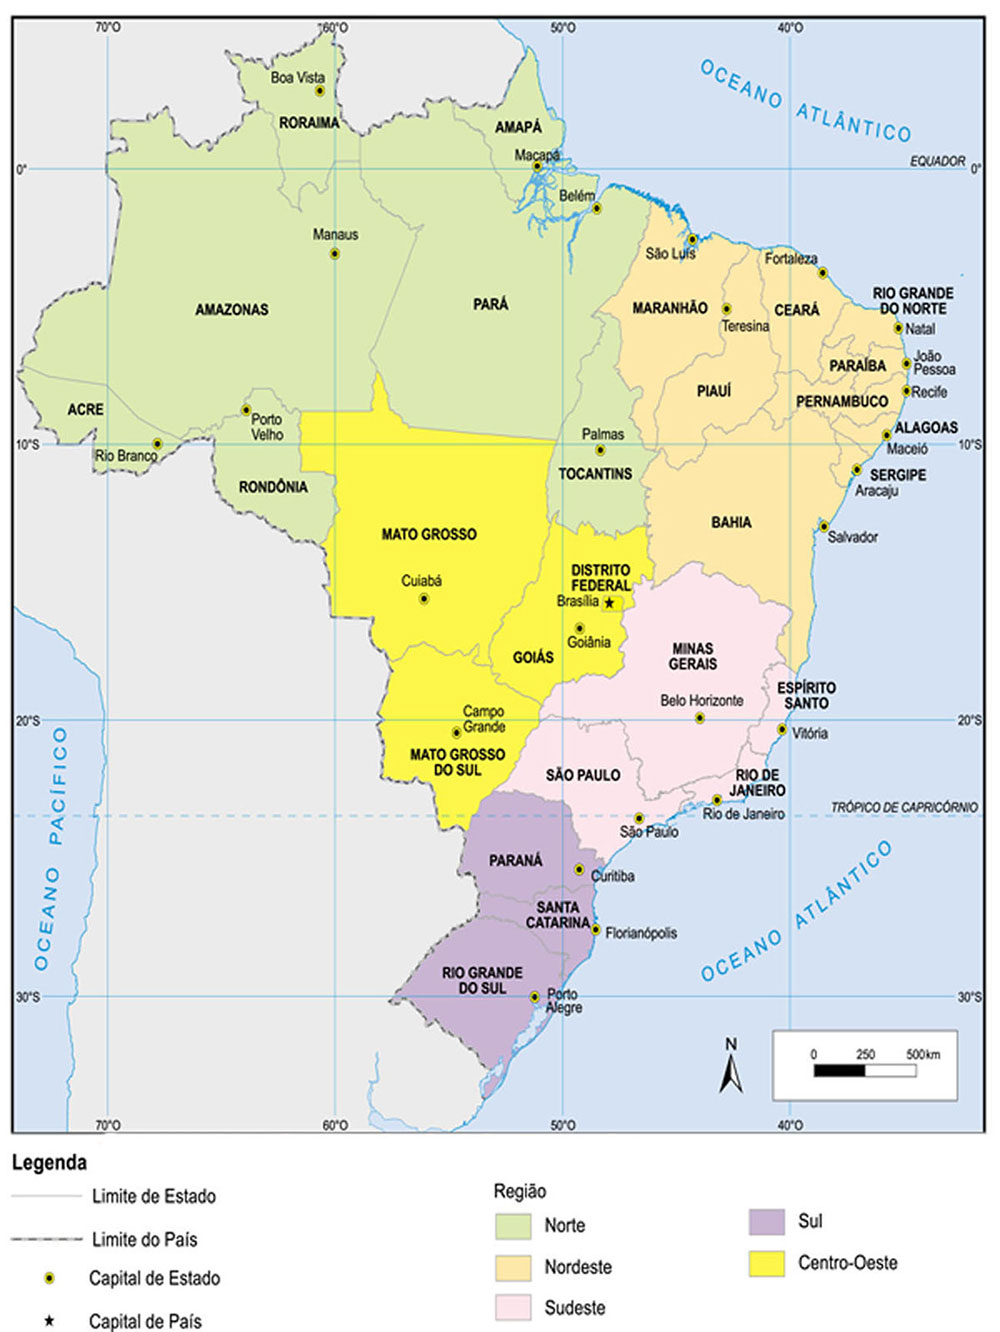 70°O
60°O
50°O
40°O
Boa Vista
RORAIMA
AMAPÁ
Macapá
OCEANO ATLÂNTICO
EQUADOR
0°
0°
Belém
Manaus
São Luís
Fortaleza
AMAZONAS
PARÁ
MARANHÃO
Teresina
CEARÁ
RIO GRANDE
DO NORTE
Natal
João
Pessoa
PARAÍBA
PIAUÍ
PERNAMBUCO
Recife
ACRE
Porto
Velho
Rio Branco
ALAGOAS
Maceió
10°S
10°S
Palmas
TOCANTINS
SERGIPE
Aracaju
RONDÔNIA
BAHIA
Salvador
MATO GROSSO
Cuiabá
DISTRITO
FEDERAL
Brasília
Goiânia
GOIÁS
MINAS
GERAIS
Belo Horizonte
ESPÍRITO
SANTO
Vitória
20°S
20°S
Campo
Grande
MATO GROSSO
DO SUL
SÃO PAULO
RIO DE
JANEIRO
Rio de Janeiro
São Paulo
TRÓPICO DE CAPRICÓRNIO
OCEANO PACÍFICO
PARANÁ
Curitiba
SANTA
CATARINA
Florianópolis
OCEANO ATLÂNTICO
RIO GRANDE
DO SUL
Porto
Alegre
30°S
30°S
N
0 250 500km
70°O
60°O
50°O
40°O
Legenda
Limite de Estado
Limite do País
Capital de Estado
Capital de País
Região
Norte
Nordeste
Sudeste
Sul
Centro-Oeste